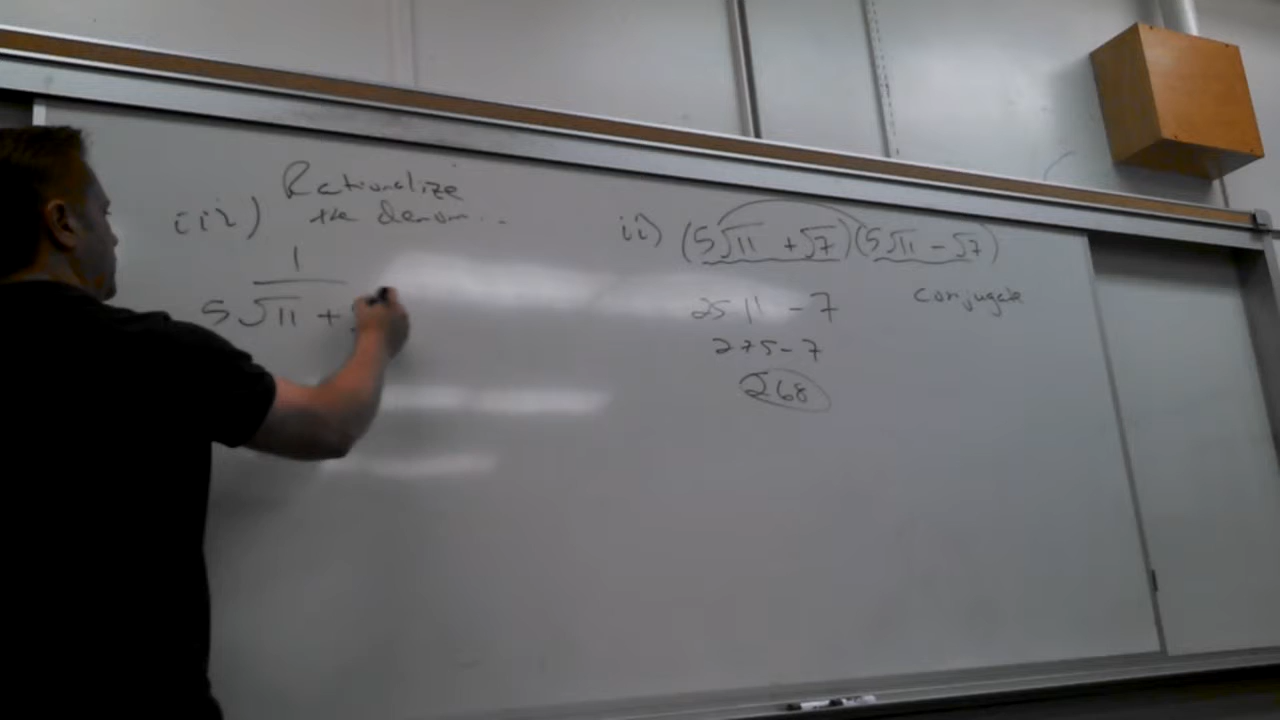 Rationalize
iii) the denom...
1
5√11 +
ii) (5√11 + √7)(5√11 - √7)
25 11 - 7
conjugate
275 - 7
268